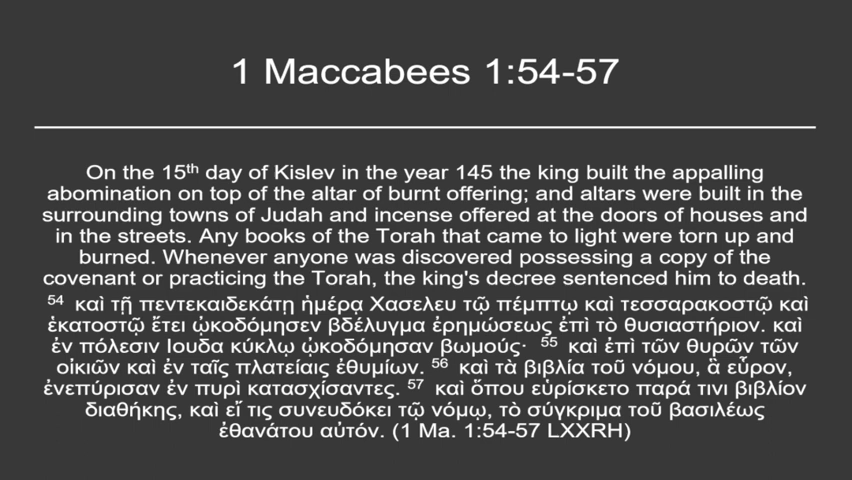 1 Maccabees 1:54-57
On the 15th day of Kislev in the year 145 the king built the appalling
abomination on top of the altar of burnt offering; and altars were built in the
surrounding towns of Judah and incense offered at the doors of houses and
in the streets. Any books of the Torah that came to light were torn up and
burned. Whenever anyone was discovered possessing a copy of the
covenant or practicing the Torah, the king's decree sentenced him to death.
54 καὶ τῇ πεντεκαιδεκάτῃ ἡμέρᾳ Χασελευ τῷ πέμπτῳ καὶ τεσσαρακοστῷ καὶ
ἑκατοστῷ ἔτει ᾠκοδόμησεν βδέλυγμα ἐρημώσεως ἐπὶ τὸ θυσιαστήριον. καὶ
ἐν πόλεσιν Ιουδα κύκλῳ ᾠκοδόμησαν βωμούς· 55 καὶ ἐπὶ τῶν θυρῶν τῶν
οἰκιῶν καὶ ἐν ταῖς πλατείαις ἐθυμίων. 56 καὶ τὰ βιβλία τοῦ νόμου, ἃ εὗρον,
ἐνεπύρισαν ἐν πυρὶ κατασχίσαντες. 57 καὶ ὅπου εὑρίσκετο παρά τινι βιβλίον
διαθήκης, καὶ εἴ τις συνευδόκει τῷ νόμῳ, τὸ σύγκριμα τοῦ βασιλέως
ἐθανάτου αὐτόν. (1 Ma. 1:54-57 LXXRH)